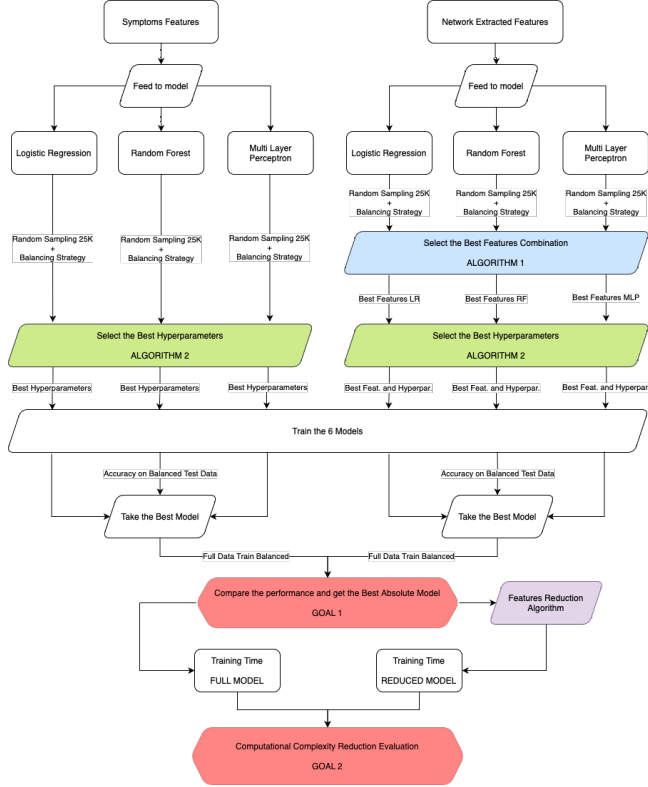 Symptoms Features
Network Extracted Features
Feed to model
Feed to model
Logistic Regression
Random Forest
Multi Layer
Perceptron
Logistic Regression
Random Forest
Multi Layer
Perceptron
Random Sampling 25K
+
Balancing Strategy
Random Sampling 25K
+
Balancing Strategy
Random Sampling 25K
+
Balancing Strategy
Random Sampling 25K
+
Balancing Strategy
Random Sampling 25K
+
Balancing Strategy
Random Sampling 25K
+
Balancing Strategy
Select the Best Features Combination
ALGORITHM 1
Best Features LR
Best Features RF
Best Features MLP
Select the Best Hyperparameters
ALGORITHM 2
Select the Best Hyperparameters
ALGORITHM 2
Best Hyperparameters
Best Hyperparameters
Best Hyperparameters
Best Feat. and Hyperpar.
Best Feat. and Hyperpar.
Best Feat. and Hyperpar
Train the 6 Models
Accuracy on Balanced Test Data
Accuracy on Balanced Test Data
Take the Best Model
Take the Best Model
Full Data Train Balanced
Full Data Train Balanced
Compare the performance and get the Best Absolute Model
GOAL 1
Features Reduction
Algorithm
Training Time
FULL MODEL
Training Time
REDUCED MODEL
Computational Complexity Reduction Evaluation
GOAL 2